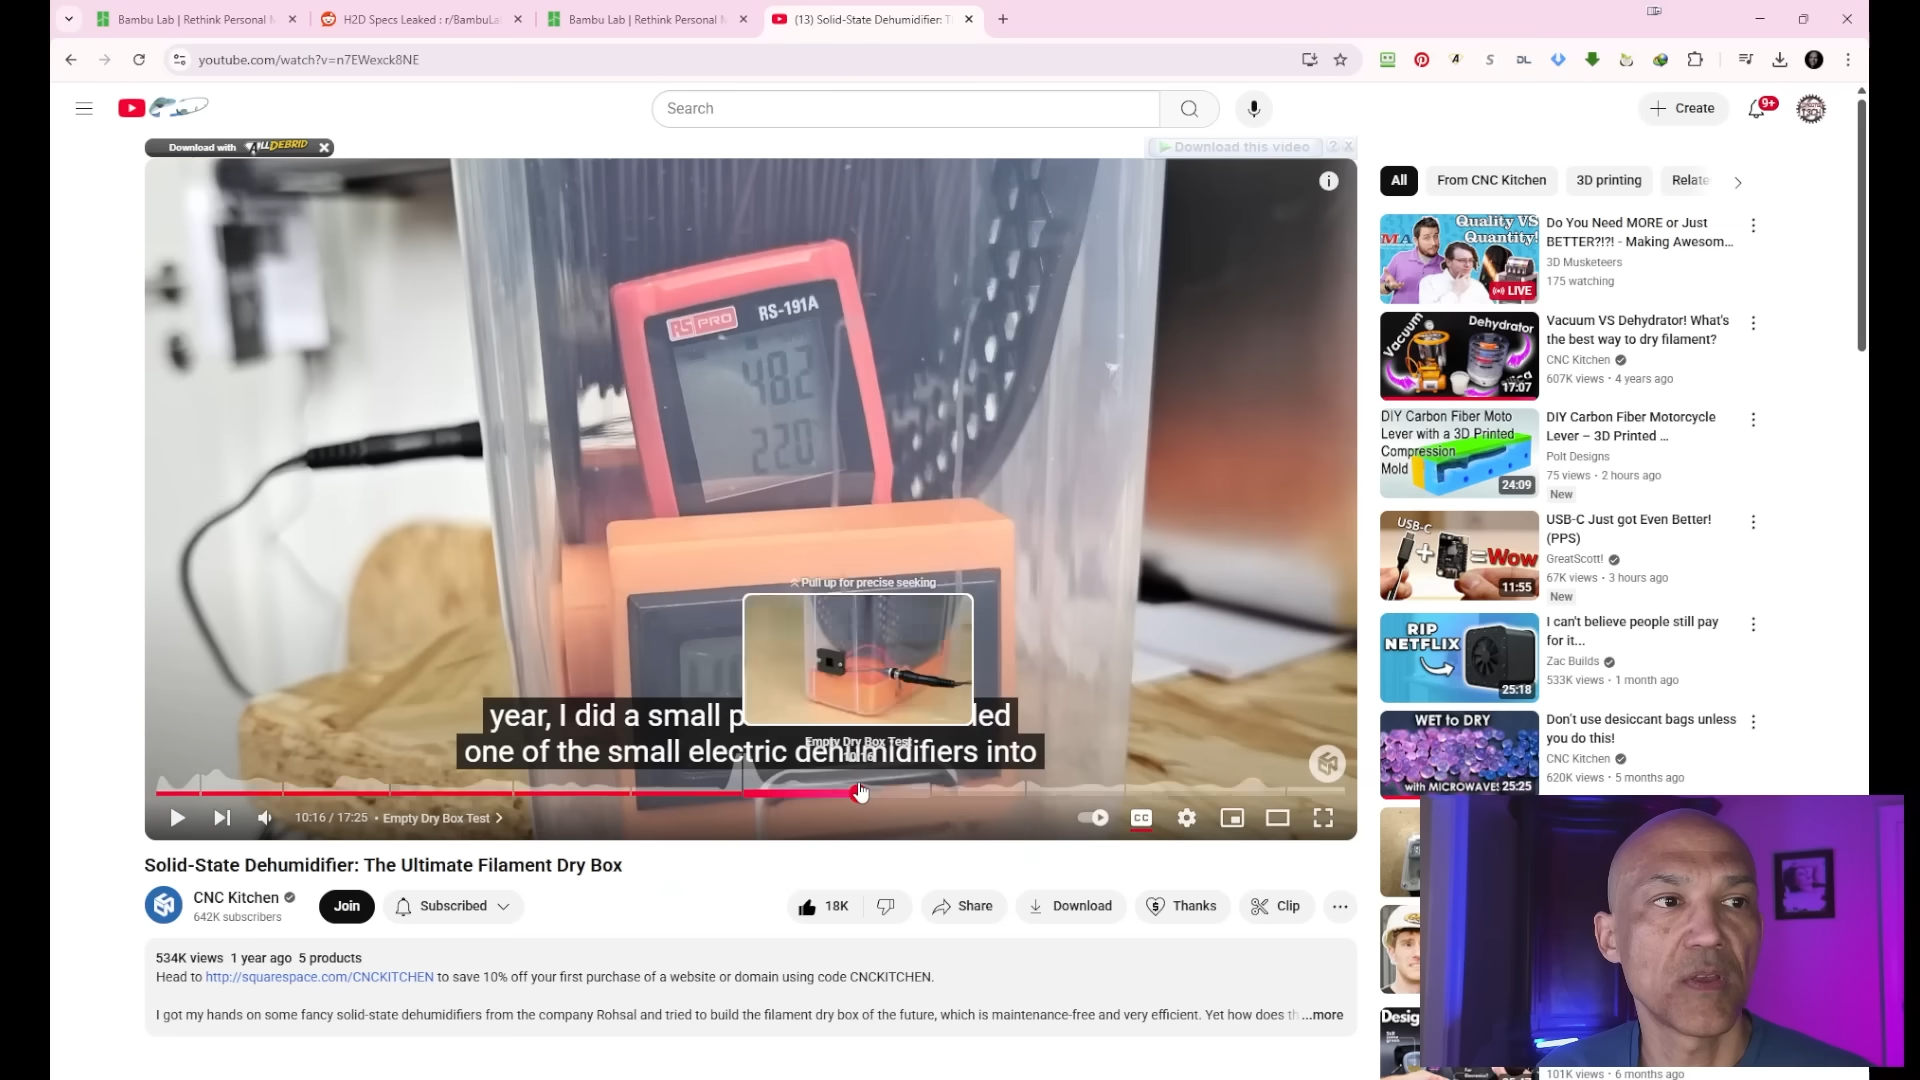 Bambu Lab | Rethink Personal M
H2D Specs Leaked : r/BambuLa
Bambu Lab | Rethink Personal M
(13) Solid-State Dehumidifier: T
youtube.com/watch?v=n7EWexck8NE
Search
Create
9+
Download with ALLDEBRID
Download this video
RS PRO RS-191A
48.2
220
Pull up for precise seeking
year, I did a small
one of the small electric dehumidifiers into
Empty Dry Box Test
10:16
10:16 / 17:25 • Empty Dry Box Test
CC
Solid-State Dehumidifier: The Ultimate Filament Dry Box
CNC Kitchen
642K subscribers
Join
Subscribed
18K
Share
Download
Thanks
Clip
534K views 1 year ago 5 products
Head to http://squarespace.com/CNCKITCHEN to save 10% off your first purchase of a website or domain using code CNCKITCHEN.
I got my hands on some fancy solid-state dehumidifiers from the company Rohsal and tried to build the filament dry box of the future, which is maintenance-free and very efficient. Yet how does th ...more
All
From CNC Kitchen
3D printing
Relate
Quality VS
Quantity!
LIVE
Do You Need MORE or Just
BETTER?!?! - Making Awesom...
3D Musketeers
175 watching
Vacuum
Dehydrator
17:07
Vacuum VS Dehydrator! What's
the best way to dry filament?
CNC Kitchen
607K views • 4 years ago
DIY Carbon Fiber Moto
Lever with a 3D Printed
Compression
Mold
24:09
DIY Carbon Fiber Motorcycle
Lever – 3D Printed ...
Polt Designs
75 views • 2 hours ago
New
USB-C
=Wow
11:55
USB-C Just got Even Better!
(PPS)
GreatScott!
67K views • 3 hours ago
New
RIP
NETFLIX
25:18
I can't believe people still pay
for it...
Zac Builds
533K views • 1 month ago
WET to DRY
with MICROWAVE!
25:25
Don't use desiccant bags unless
you do this!
CNC Kitchen
620K views • 5 months ago
Desig
101K views • 6 months ago